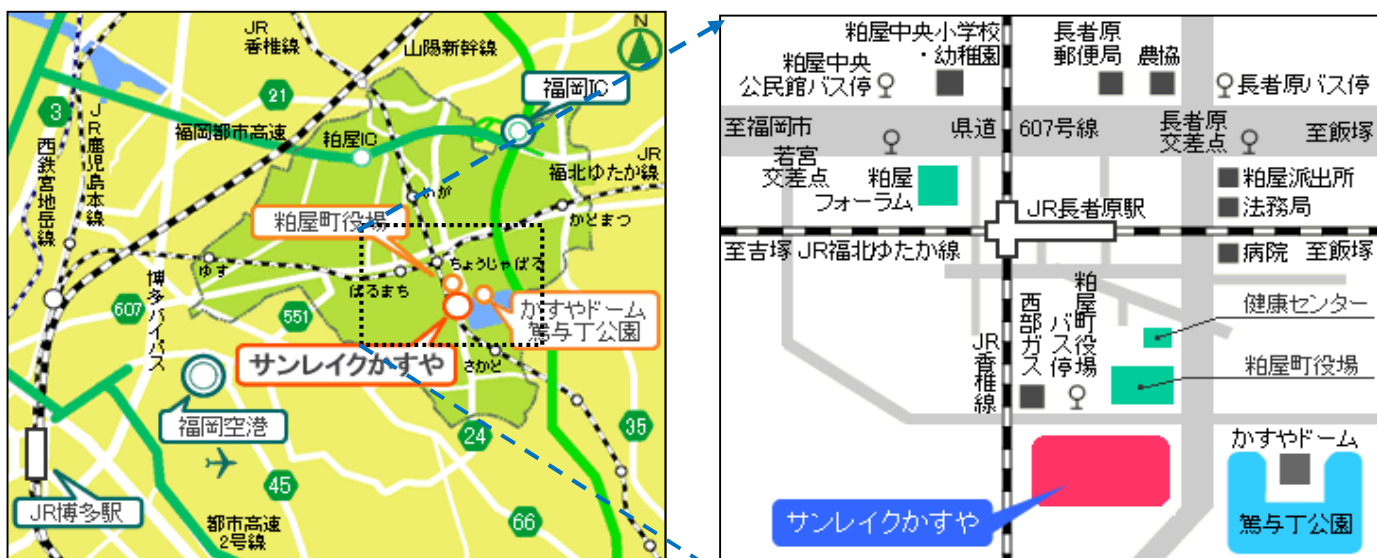 JR
香椎線
山陽新幹線
N
福岡IC
3
21
JR鹿児島本線
西鉄宮地岳線
福岡都市高速
粕屋IC
JR
福北ゆたか線
いが
かどまつ
粕屋町役場
ゆす
ちょうじゃばる
はるまち
博多バイパス
607
551
かすやドーム
駕与丁公園
サンレイクかすや
さかど
福岡空港
24
35
45
JR博多駅
66
都市高速
2号線
粕屋中央小学校
・幼稚園
粕屋中央
公民館バス停
長者原
郵便局
農協
長者原バス停
至福岡市
県道
607号線
長者原
交差点
至飯塚
若宮
交差点
粕屋
フォーラム
粕屋派出所
JR長者原駅
法務局
至吉塚
JR福北ゆたか線
病院
至飯塚
JR香椎線
西部ガス
粕屋町役場
バス停
健康センター
粕屋町役場
かすやドーム
サンレイクかすや
駕与丁公園